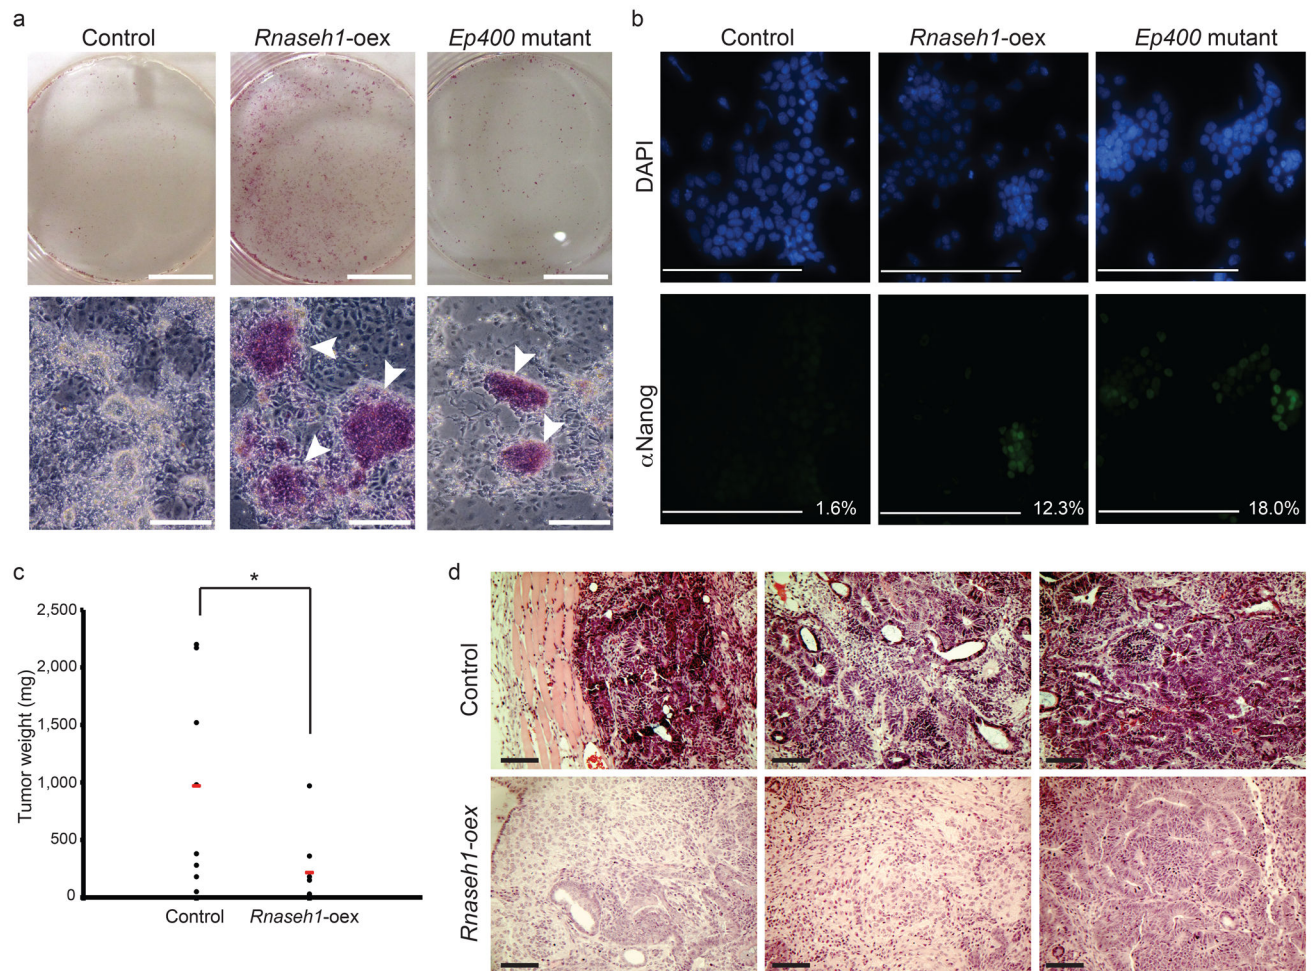 a
Control
Rnaseh1-oex
Ep400 mutant
b
Control
Rnaseh1-oex
Ep400 mutant
DAPI
αNanog
1.6%
12.3%
18.0%
c
*
Tumor weight (mg)
2,500
2,000
1,500
1,000
500
0
Control
Rnaseh1-oex
d
Control
Rnaseh1-oex